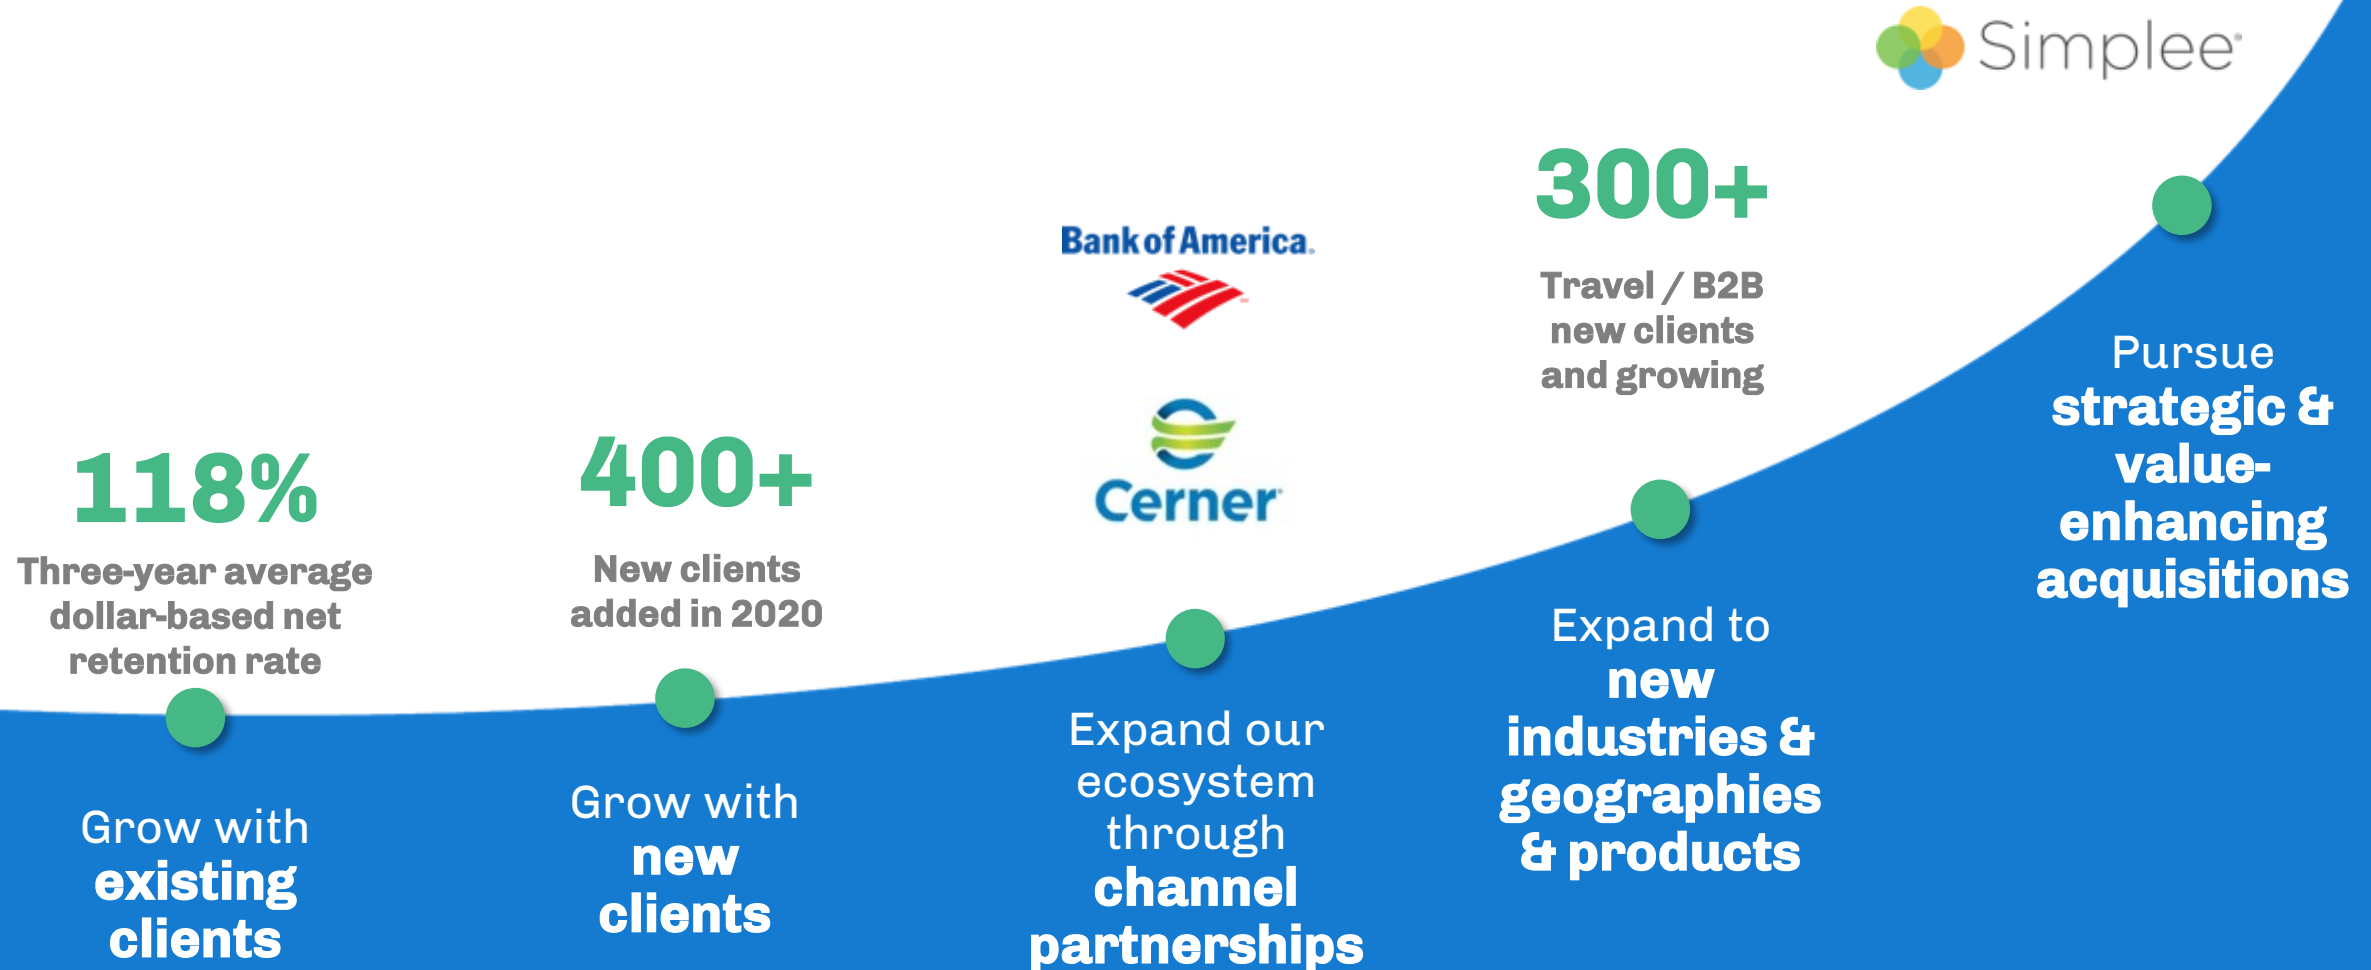 118%
Three-year average
dollar-based net
retention rate
Grow with
existing
clients
400+
New clients
added in 2020
Grow with
new
clients
Bank of America
Cerner
Expand our
ecosystem
through
channel
partnerships
300+
Travel / B2B
new clients
and growing
Expand to
new
industries &
geographies
& products
Simplee
Pursue
strategic &
value-
enhancing
acquisitions